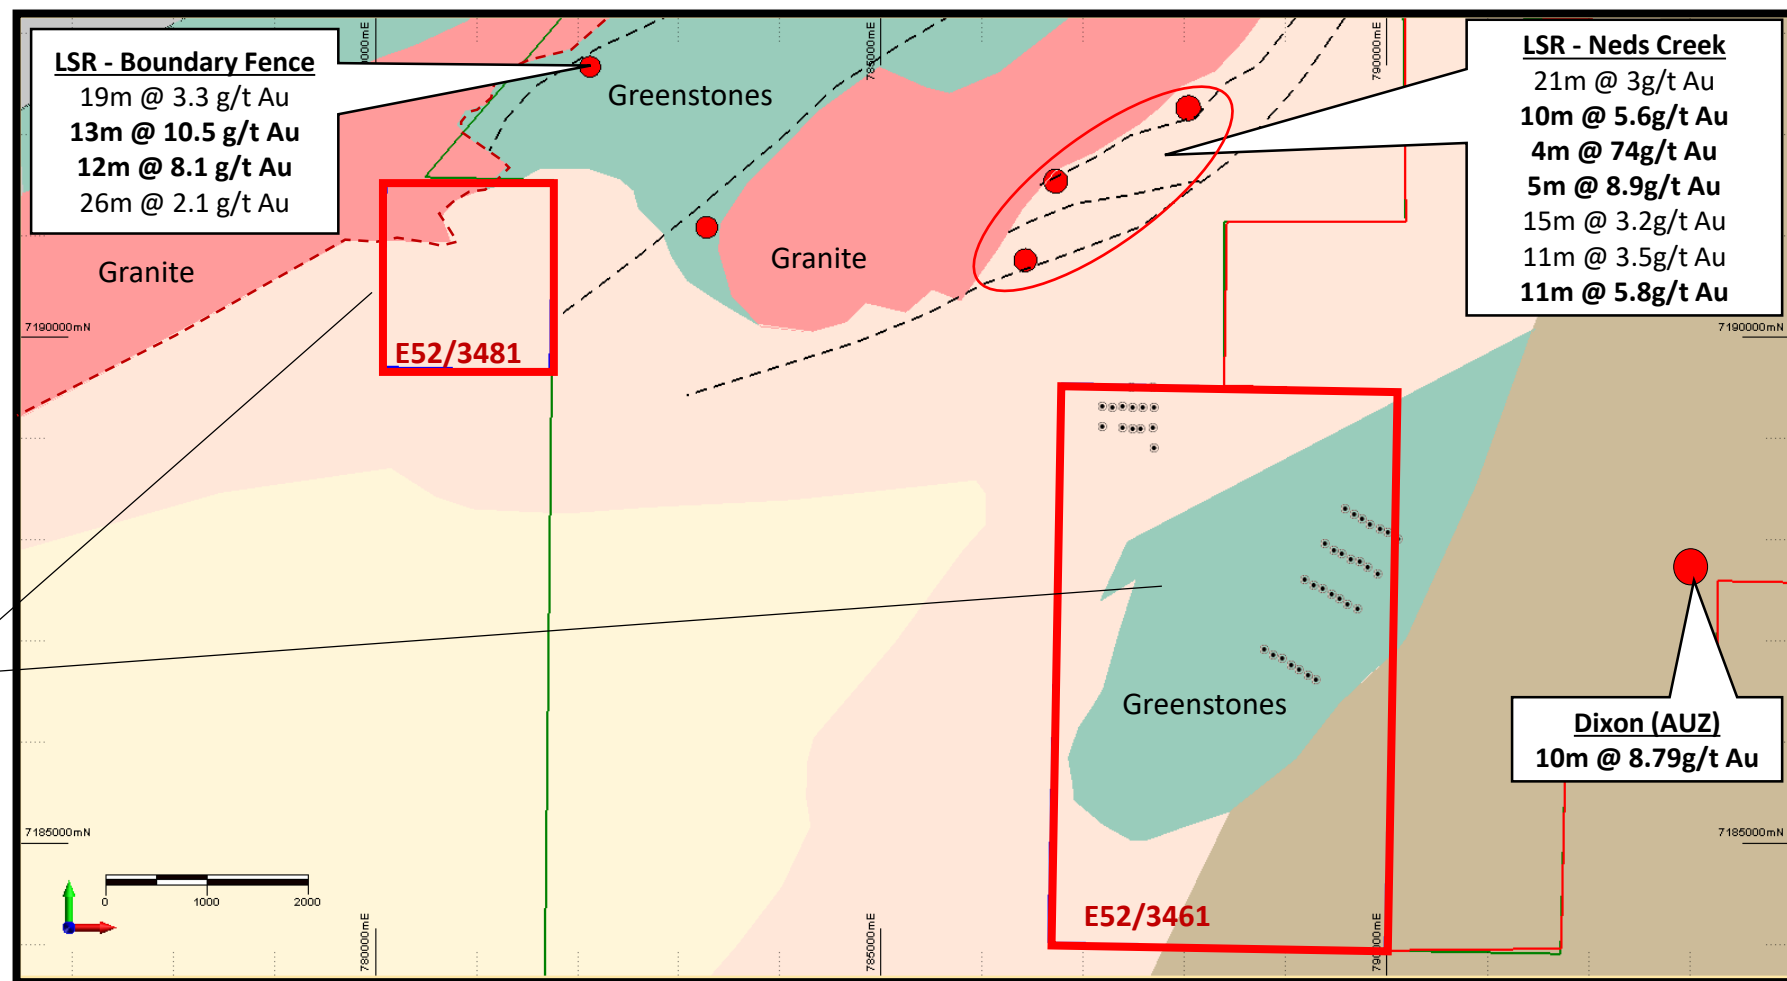 LSR - Boundary Fence
19m @ 3.3 g/t Au
13m @ 10.5 g/t Au
12m @ 8.1 g/t Au
26m @ 2.1 g/t Au
LSR - Neds Creek
21m @ 3g/t Au
10m @ 5.6g/t Au
4m @ 74g/t Au
5m @ 8.9g/t Au
15m @ 3.2g/t Au
11m @ 3.5g/t Au
11m @ 5.8g/t Au
785000mE
Greenstones
Granite
Granite
7190000mN
7190000mN
E52/3481
Greenstones
Dixon (AUZ)
10m @ 8.79g/t Au
7185000mN
7185000mN
0 1000 2000
E52/3461
780000mE
785000mE